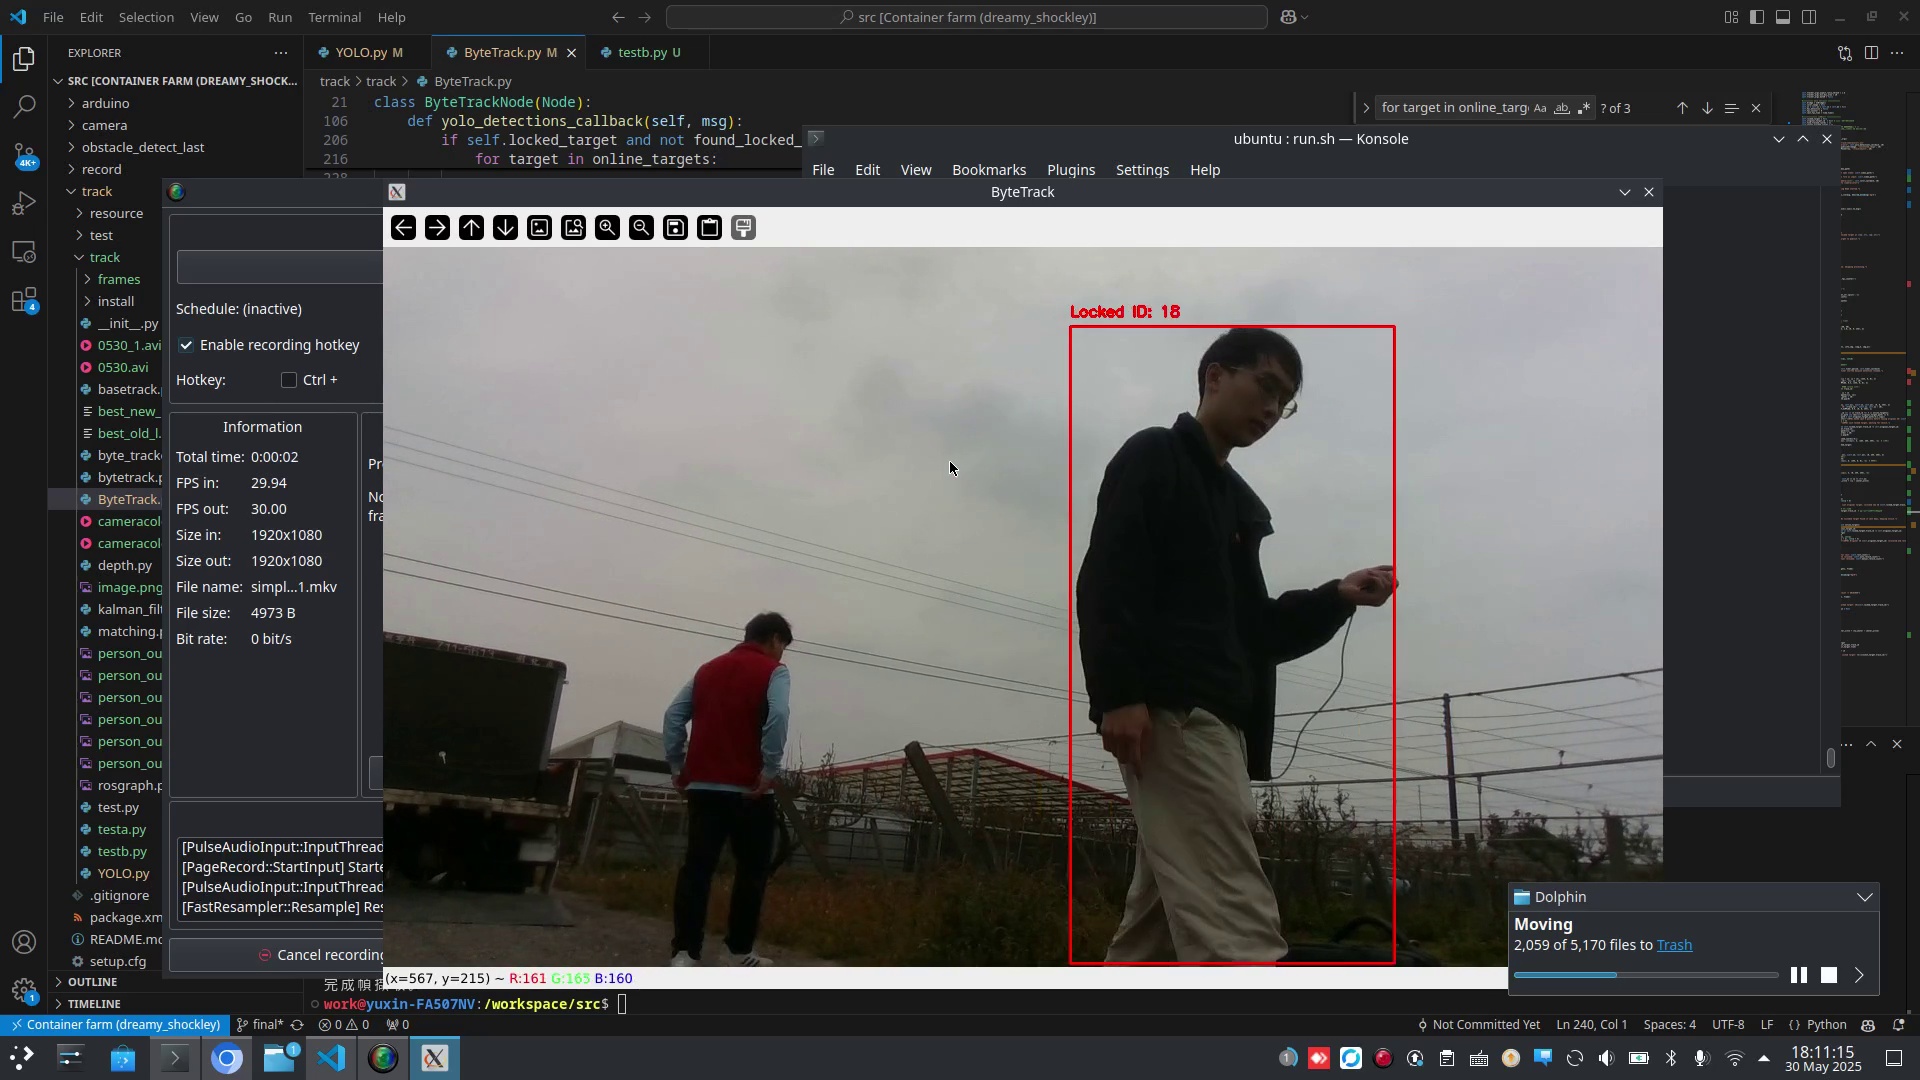 File Edit Selection View Go Run Terminal Help
src [Container farm (dreamy_shockley)]
EXPLORER
YOLO.py M
ByteTrack.py M
testb.py U
SRC [CONTAINER FARM (DREAMY_SHOCK...
track > track > ByteTrack.py
arduino
camera
obstacle_detect_last
record
track
resource
test
track
frames
install
__init__.py
0530_1.avi
0530.avi
basetrack.
best_new_
best_old_l.
byte_track
bytetrack.p
ByteTrack.
cameracol
cameracol
depth.py
image.png
kalman_filt
matching.p
person_ou
person_ou
person_ou
person_ou
person_ou
person_ou
rosgraph.p
test.py
testa.py
testb.py
YOLO.py
.gitignore
package.xm
README.md
setup.cfg
OUTLINE
TIMELINE
4K+
4
1
21 class ByteTrackNode(Node):
106 def yolo_detections_callback(self, msg):
206 if self.locked_target and not found_locked_
216 for target in online_targets:
for target in online_targ
Aa ab .*
? of 3
ubuntu : run.sh — Konsole
File Edit View Bookmarks Plugins Settings Help
ByteTrack
Schedule: (inactive)
Enable recording hotkey
Hotkey: Ctrl +
Information
Total time: 0:00:02
FPS in: 29.94
FPS out: 30.00
Size in: 1920x1080
Size out: 1920x1080
File name: simpl...1.mkv
File size: 4973 B
Bit rate: 0 bit/s
Pr
No
fra
[PulseAudioInput::InputThread
[PageRecord::StartInput] Starte
[PulseAudioInput::InputThread
[FastResampler::Resample] Res
Cancel recording
Locked ID: 18
(x=567, y=215) ~ R:161 G:165 B:160
work@yuxin-FA507NV:/workspace/src$
Dolphin
Moving
2,059 of 5,170 files to Trash
Container farm (dreamy_shockley)
final*
0 0
0
Not Committed Yet
Ln 240, Col 1
Spaces: 4
UTF-8
LF
{} Python
1
1
18:11:15
30 May 2025